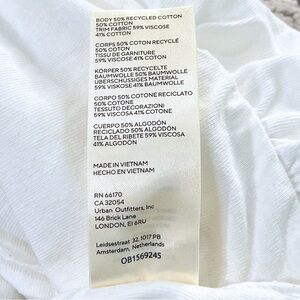 BODY 50% RECYCLED COTTON
50% COTTON
TRIM FABRIC 59% VISCOSE
41% COTTON
CORPS 50% COTON RECYCLÉ
50% COTON
TISSU DE GARNITURE
59% VISCOSE 41% COTON
KÖRPER 50% RECYCELTE
BAUMWOLLE 50% BAUMWOLLE
ÜBERSCHÜSSIGES MATERIAL
59% VISKOSE 41% BAUMWOLLE
CORPO 50% COTONE RICICLATO
50% COTONE
TESSUTO DECORAZIONI
59% VISCOSA 41% COTONE
CUERPO 50% ALGODÓN
RECICLADO 50% ALGODÓN
TELA DEL RIBETE 59% VISCOSA
41% ALGODÓN
MADE IN VIETNAM
HECHO EN VIETNAM
RN 66170
CA 32054
Urban Outfitters, Inc
146 Brick Lane
LONDON, E1 6RU
Leidsestraat 32, 1017 PB
Amsterdam, Netherlands
OB1569245